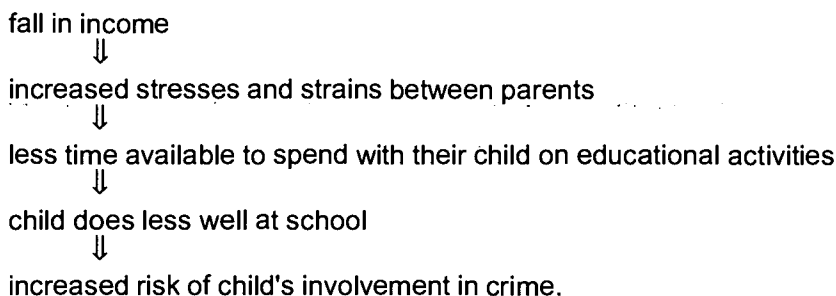 fall in income
⇓
increased stresses and strains between parents
⇓
less time available to spend with their child on educational activities
⇓
child does less well at school
⇓
increased risk of child's involvement in crime.